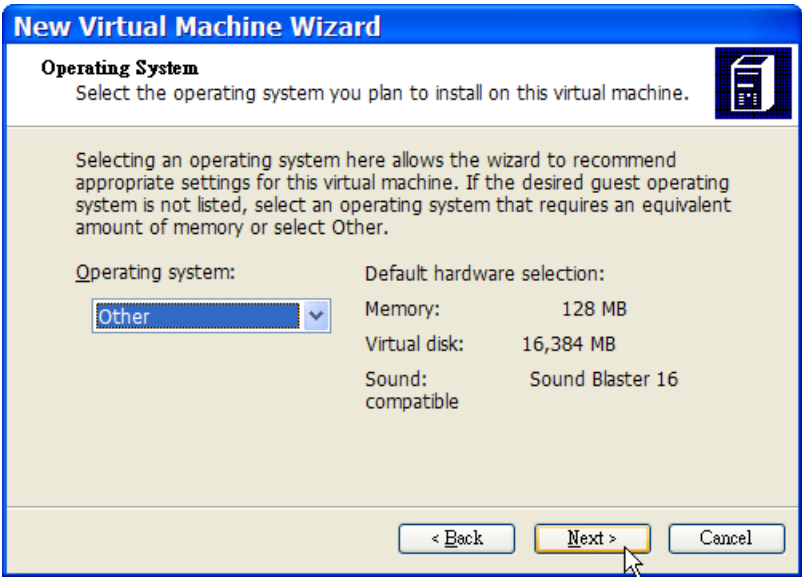 New Virtual Machine Wizard
Operating System
Select the operating system you plan to install on this virtual machine.
Selecting an operating system here allows the wizard to recommend
appropriate settings for this virtual machine. If the desired guest operating
system is not listed, select an operating system that requires an equivalent
amount of memory or select Other.
Operating system:
Other
Default hardware selection:
Memory: 128 MB
Virtual disk: 16,384 MB
Sound: Sound Blaster 16
compatible
< Back Next > Cancel